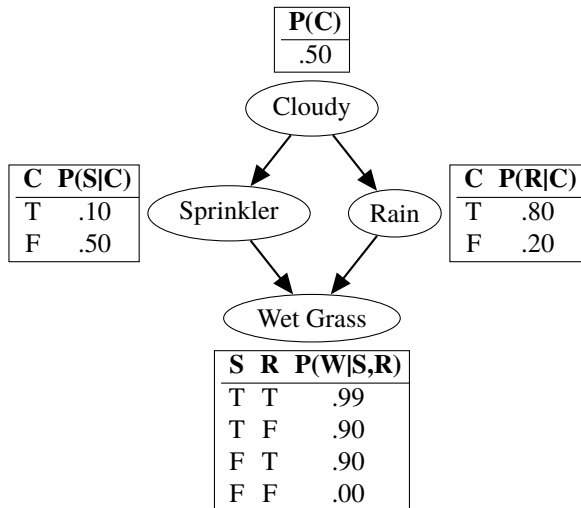 P(C)
.50
Cloudy
C P(S|C)
T .10
F .50
Sprinkler
Rain
C P(R|C)
T .80
F .20
Wet Grass
S R P(W|S,R)
T T .99
T F .90
F T .90
F F .00